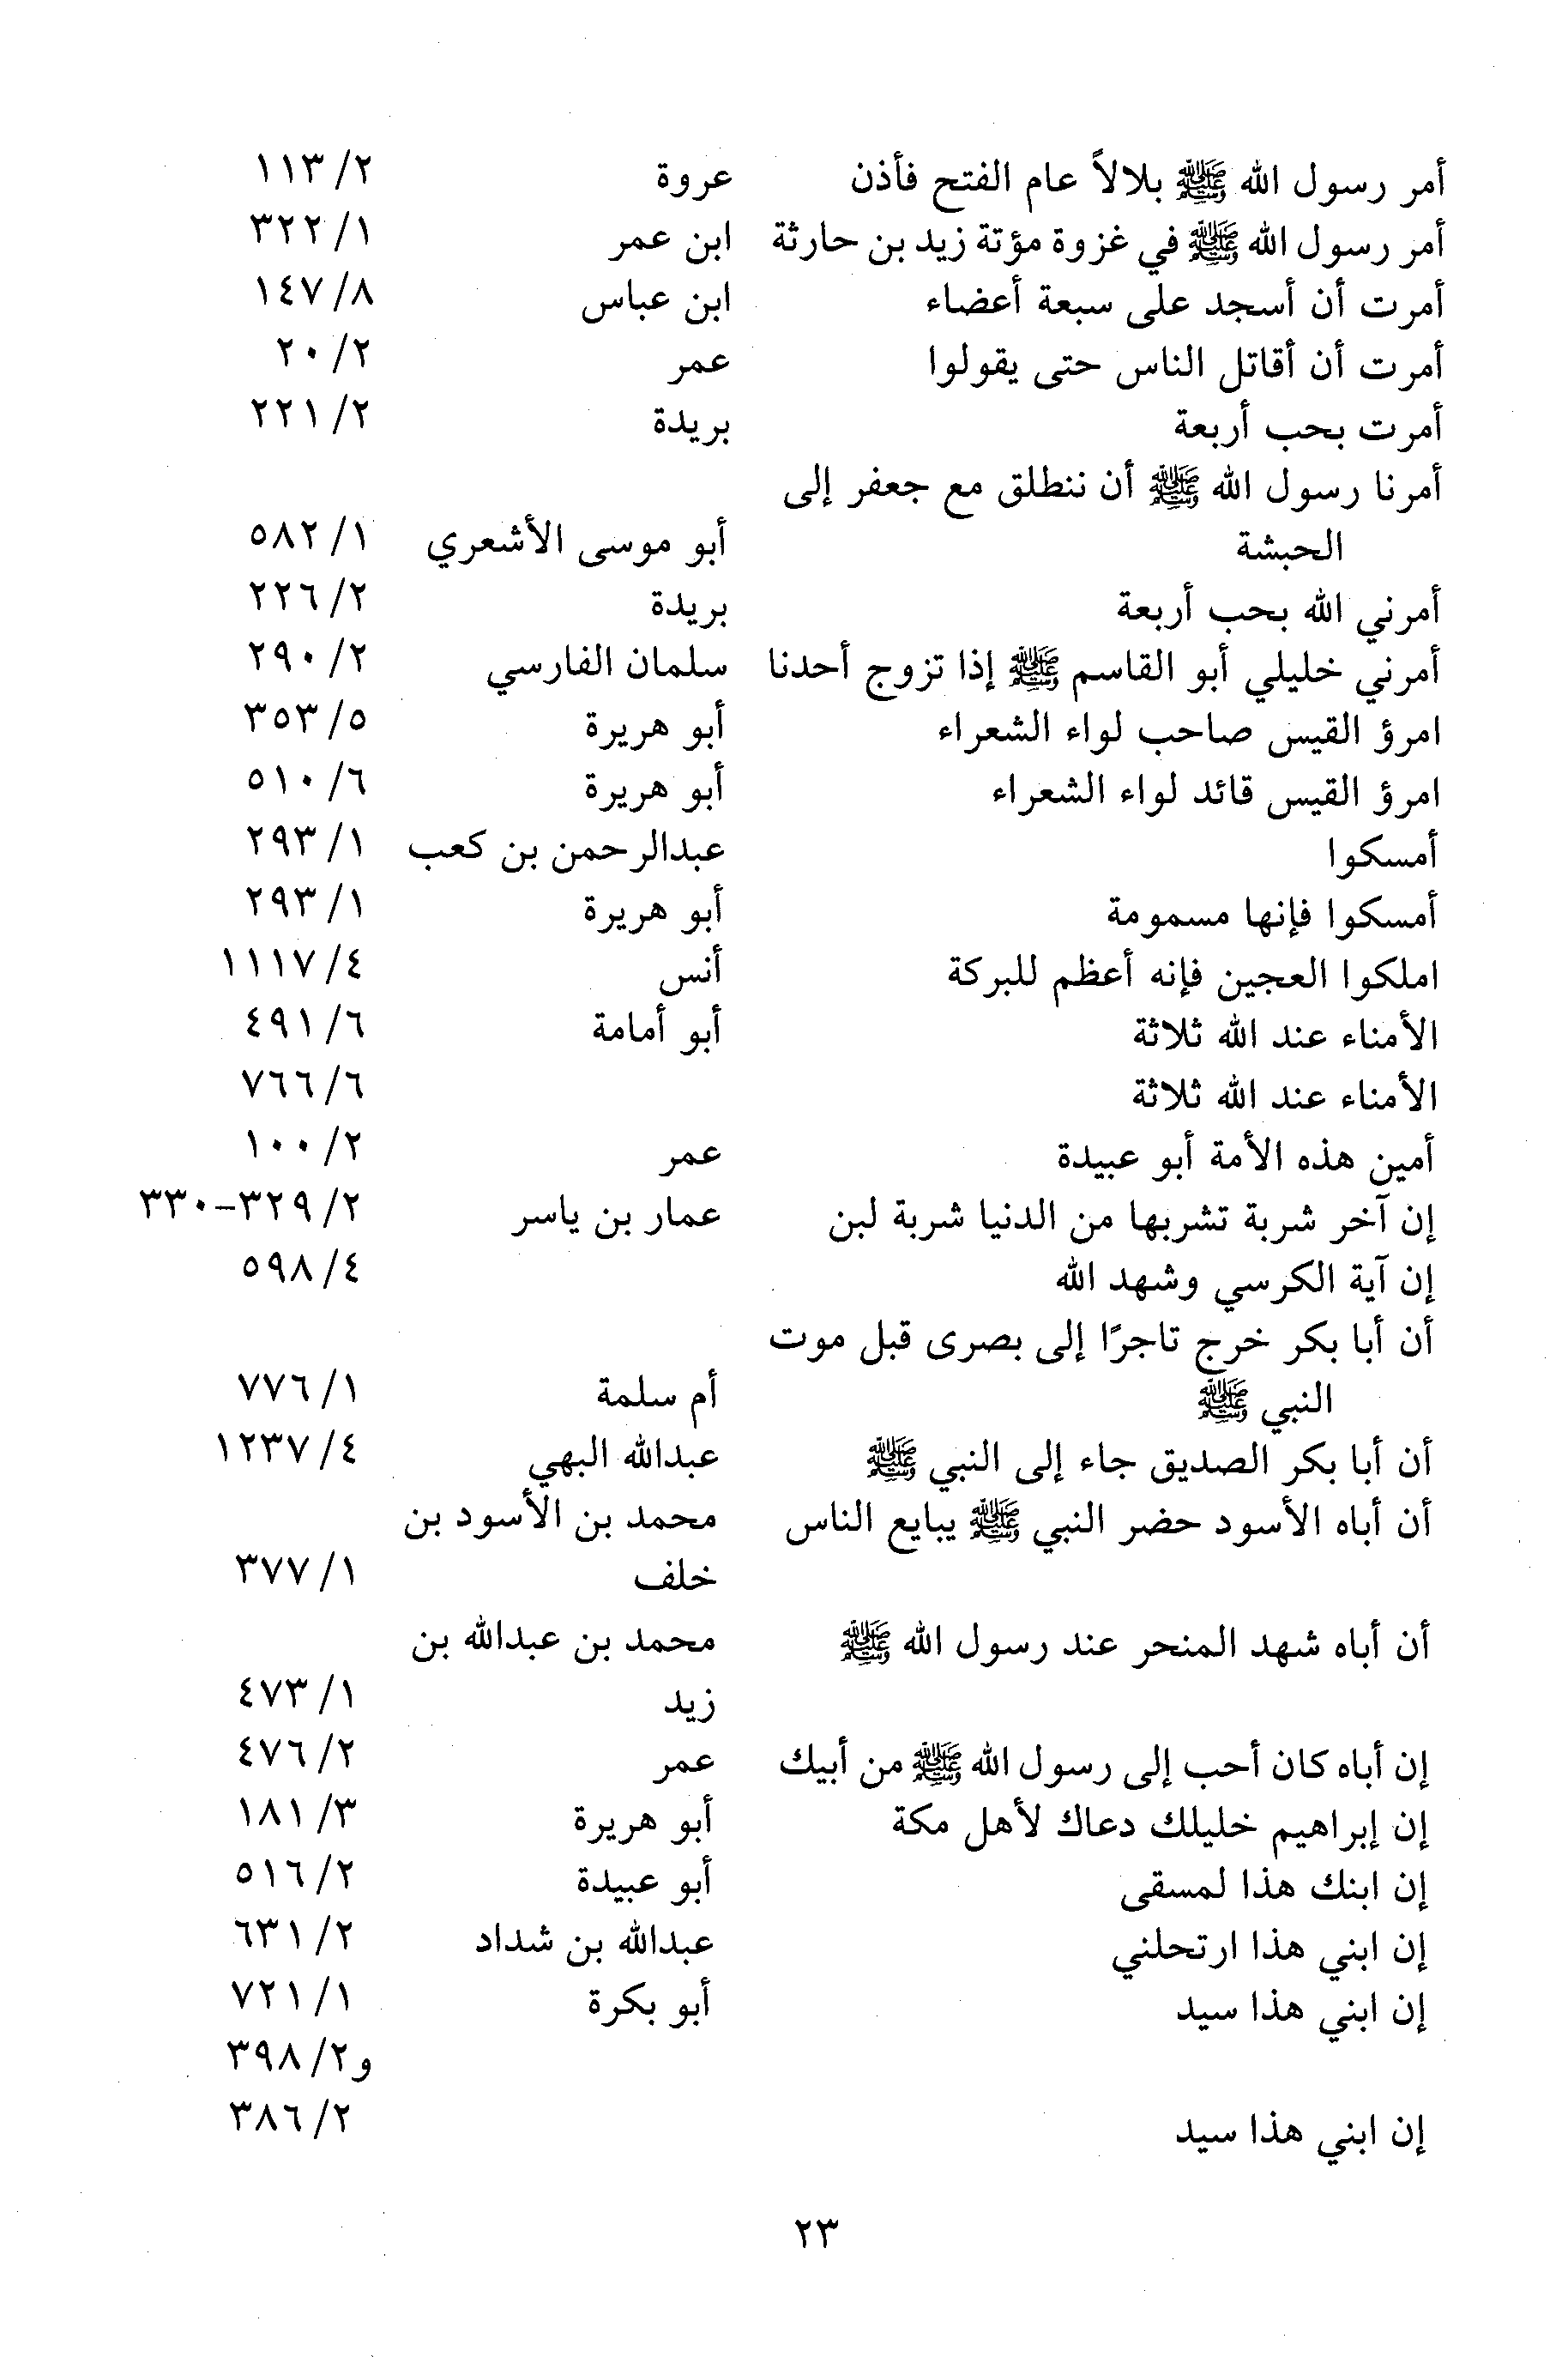 أمر رسول الله ﷺ بلالاً عام الفتح فأذن عروة ٢/ ١١٣
أمر رسول الله ﷺ في غزوة مؤتة زيد بن حارثة ابن عمر ١/ ٣٢٢
أمرت أن أسجد على سبعة أعضاء ابن عباس ٨/ ١٤٧
أمرت أن أقاتل الناس حتى يقولوا عمر ٢/ ٢٠
أمرت بحب أربعة بريدة ٢/ ٢٢١
أمرنا رسول الله ﷺ أن ننطلق مع جعفر إلى
الحبشة أبو موسى الأشعري ١/ ٥٨٢
أمرني الله بحب أربعة بريدة ٢/ ٢٢٦
أمرني خليلي أبو القاسم ﷺ إذا تزوج أحدنا سلمان الفارسي ٢/ ٢٩٠
امرؤ القيس صاحب لواء الشعراء أبو هريرة ٥/ ٣٥٣
امرؤ القيس قائد لواء الشعراء أبو هريرة ٦/ ٥١٠
أمسكوا عبدالرحمن بن كعب ١/ ٢٩٣
أمسكوا فإنها مسمومة أبو هريرة ١/ ٢٩٣
املكوا العجين فإنه أعظم للبركة أنس ٤/ ١١١٧
الأمناء عند الله ثلاثة أبو أمامة ٦/ ٤٩١
الأمناء عند الله ثلاثة ٦/ ٧٦٦
أمين هذه الأمة أبو عبيدة عمر ٢/ ١٠٠
إن آخر شربة تشربها من الدنيا شربة لبن عمار بن ياسر ٢/ ٣٢٩-٣٣٠
إن آية الكرسي وشهد الله ٤/ ٥٩٨
أن أبا بكر خرج تاجرًا إلى بصرى قبل موت
النبي ﷺ أم سلمة ١/ ٧٧٦
أن أبا بكر الصديق جاء إلى النبي ﷺ عبدالله البهي ٤/ ١٢٣٧
أن أباه الأسود حضر النبي ﷺ يبايع الناس محمد بن الأسود بن
خلف ١/ ٣٧٧
أن أباه شهد المنحر عند رسول الله ﷺ محمد بن عبدالله بن
زيد ١/ ٤٧٣
إن أباه كان أحب إلى رسول الله ﷺ من أبيك عمر ٢/ ٤٧٦
إن إبراهيم خليلك دعاك لأهل مكة أبو هريرة ٣/ ١٨١
إن ابنك هذا لمسقى أبو عبيدة ٢/ ٥١٦
إن ابني هذا ارتحلني عبدالله بن شداد ٢/ ٦٣١
إن ابني هذا سيد أبو بكرة ١/ ٧٢١
و٢/ ٣٩٨
إن ابني هذا سيد ٢/ ٣٨٦
٢٣